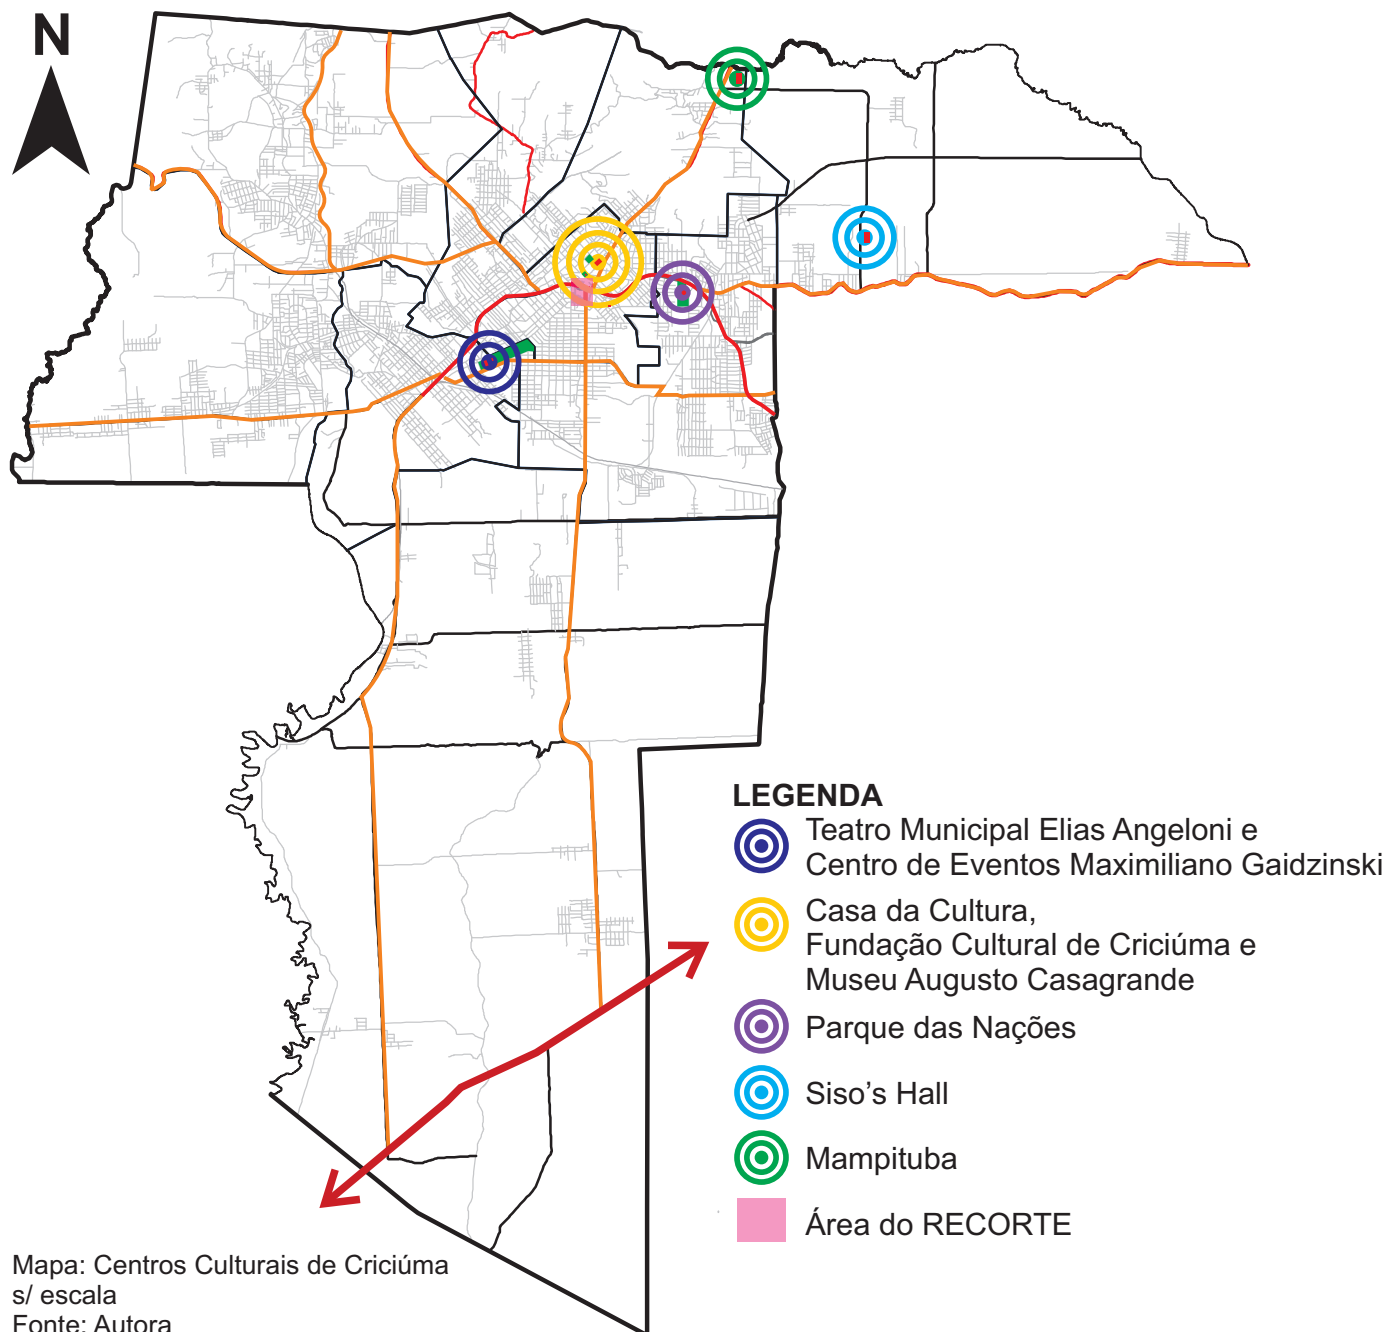 N
LEGENDA
Teatro Municipal Elias Angeloni e
Centro de Eventos Maximiliano Gaidzinski
Casa da Cultura,
Fundação Cultural de Criciúma e
Museu Augusto Casagrande
Parque das Nações
Siso’s Hall
Mampituba
Área do RECORTE
Mapa: Centros Culturais de Criciúma
s/ escala
Fonte: Autora